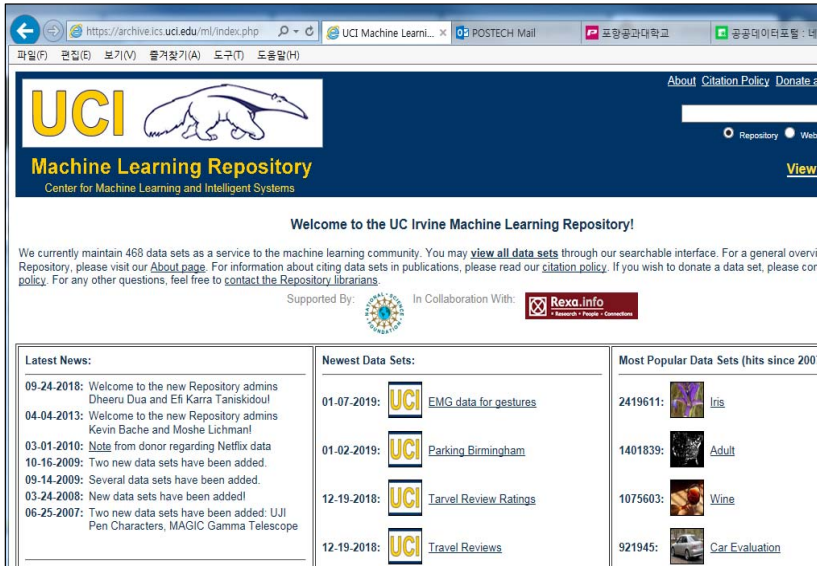 https://archive.ics.uci.edu/ml/index.php
UCI Machine Learni...
POSTECH Mail
포항공과대학교
공공데이터포털 : 네
파일(F) 편집(E) 보기(V) 즐겨찾기(A) 도구(T) 도움말(H)
About Citation Policy Donate a
UCI
Repository Web
Machine Learning Repository
Center for Machine Learning and Intelligent Systems
View
Welcome to the UC Irvine Machine Learning Repository!
We currently maintain 468 data sets as a service to the machine learning community. You may view all data sets through our searchable interface. For a general overvi
Repository, please visit our About page. For information about citing data sets in publications, please read our citation policy. If you wish to donate a data set, please con
policy. For any other questions, feel free to contact the Repository librarians.
Supported By: NATIONAL SCIENCE FOUNDATION In Collaboration With: Rexa.info
• Research • People • Connections
Latest News:
09-24-2018: Welcome to the new Repository admins
Dheeru Dua and Efi Karra Taniskidou!
04-04-2013: Welcome to the new Repository admins
Kevin Bache and Moshe Lichman!
03-01-2010: Note from donor regarding Netflix data
10-16-2009: Two new data sets have been added.
09-14-2009: Several data sets have been added.
03-24-2008: New data sets have been added!
06-25-2007: Two new data sets have been added: UJI
Pen Characters, MAGIC Gamma Telescope
Newest Data Sets:
01-07-2019: UCI EMG data for gestures
01-02-2019: UCI Parking Birmingham
12-19-2018: UCI Tarvel Review Ratings
12-19-2018: UCI Travel Reviews
Most Popular Data Sets (hits since 2007
2419611: Iris
1401839: Adult
1075603: Wine
921945: Car Evaluation